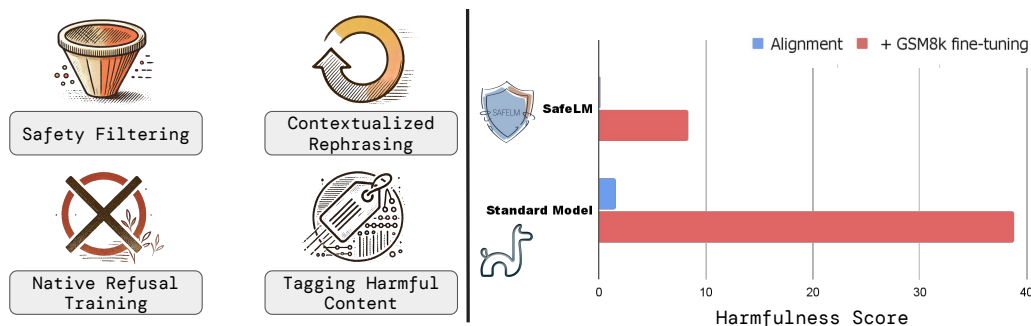 Safety Filtering
Contextualized
Rephrasing
Native Refusal
Training
Tagging Harmful
Content
Alignment
+ GSM8k fine-tuning
SAFELM
SafeLM
Standard Model
0
10
20
30
40
Harmfulness Score